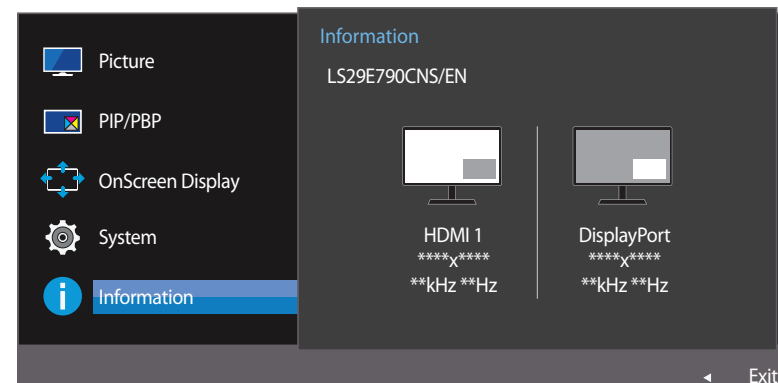 Picture
PIP/PBP
OnScreen Display
System
Information
Information
LS29E790CNS/EN
HDMI 1
****x****
**kHz **Hz
DisplayPort
****x****
**kHz **Hz
Exit